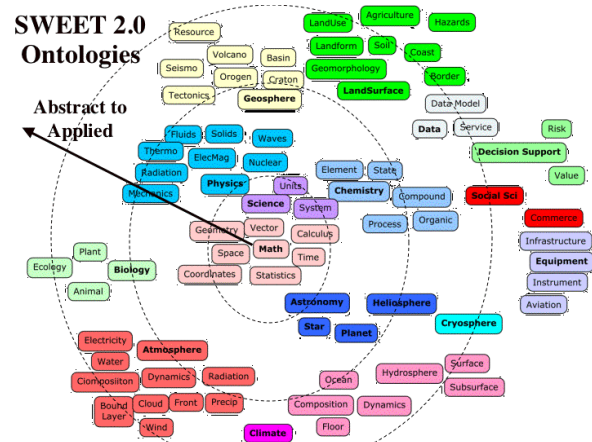 SWEET 2.0
Ontologies
Abstract to
Applied
Resource
Volcano
Basin
Seismo
Orogen
Craton
Tectonics
Geosphere
LandUse
Agriculture
Hazards
Landform
Soil
Coast
Geomorphology
Border
LandSurface
Data Model
Data
Service
Risk
Decision Support
Value
Fluids
Solids
Waves
Thermo
ElecMag
Nuclear
Radiation
Physics
Mechanics
Units
Science
System
Element
State
Chemistry
Compound
Process
Organic
Social Sci
Commerce
Infrastructure
Equipment
Instrument
Aviation
Geometry
Vector
Calculus
Space
Math
Time
Coordinates
Statistics
Plant
Ecology
Biology
Animal
Astronomy
Heliosphere
Star
Planet
Cryosphere
Electricity
Atmosphere
Water
Ciomposiiton
Dynamics
Radiation
Bound
Layer
Cloud
Front
Precip
Wind
Climate
Ocean
Hydrosphere
Surface
Subsurface
Composition
Dynamics
Floor